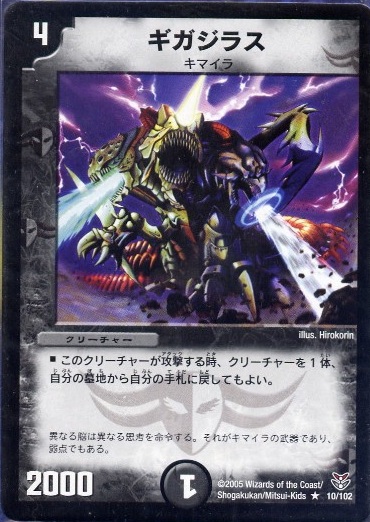 4
ギガジラス
キマイラ
illus. Hirokorin
クリーチャー
■ このクリーチャーが攻撃する時、クリーチャーを1体、
自分の墓地から自分の手札に戻してもよい。
異なる脳は異なる思考を命令する。それがキマイラの武器であり、
弱点でもある。
2000
1
©2005 Wizards of the Coast/
Shogakukan/Mitsui-Kids ★ 10/102